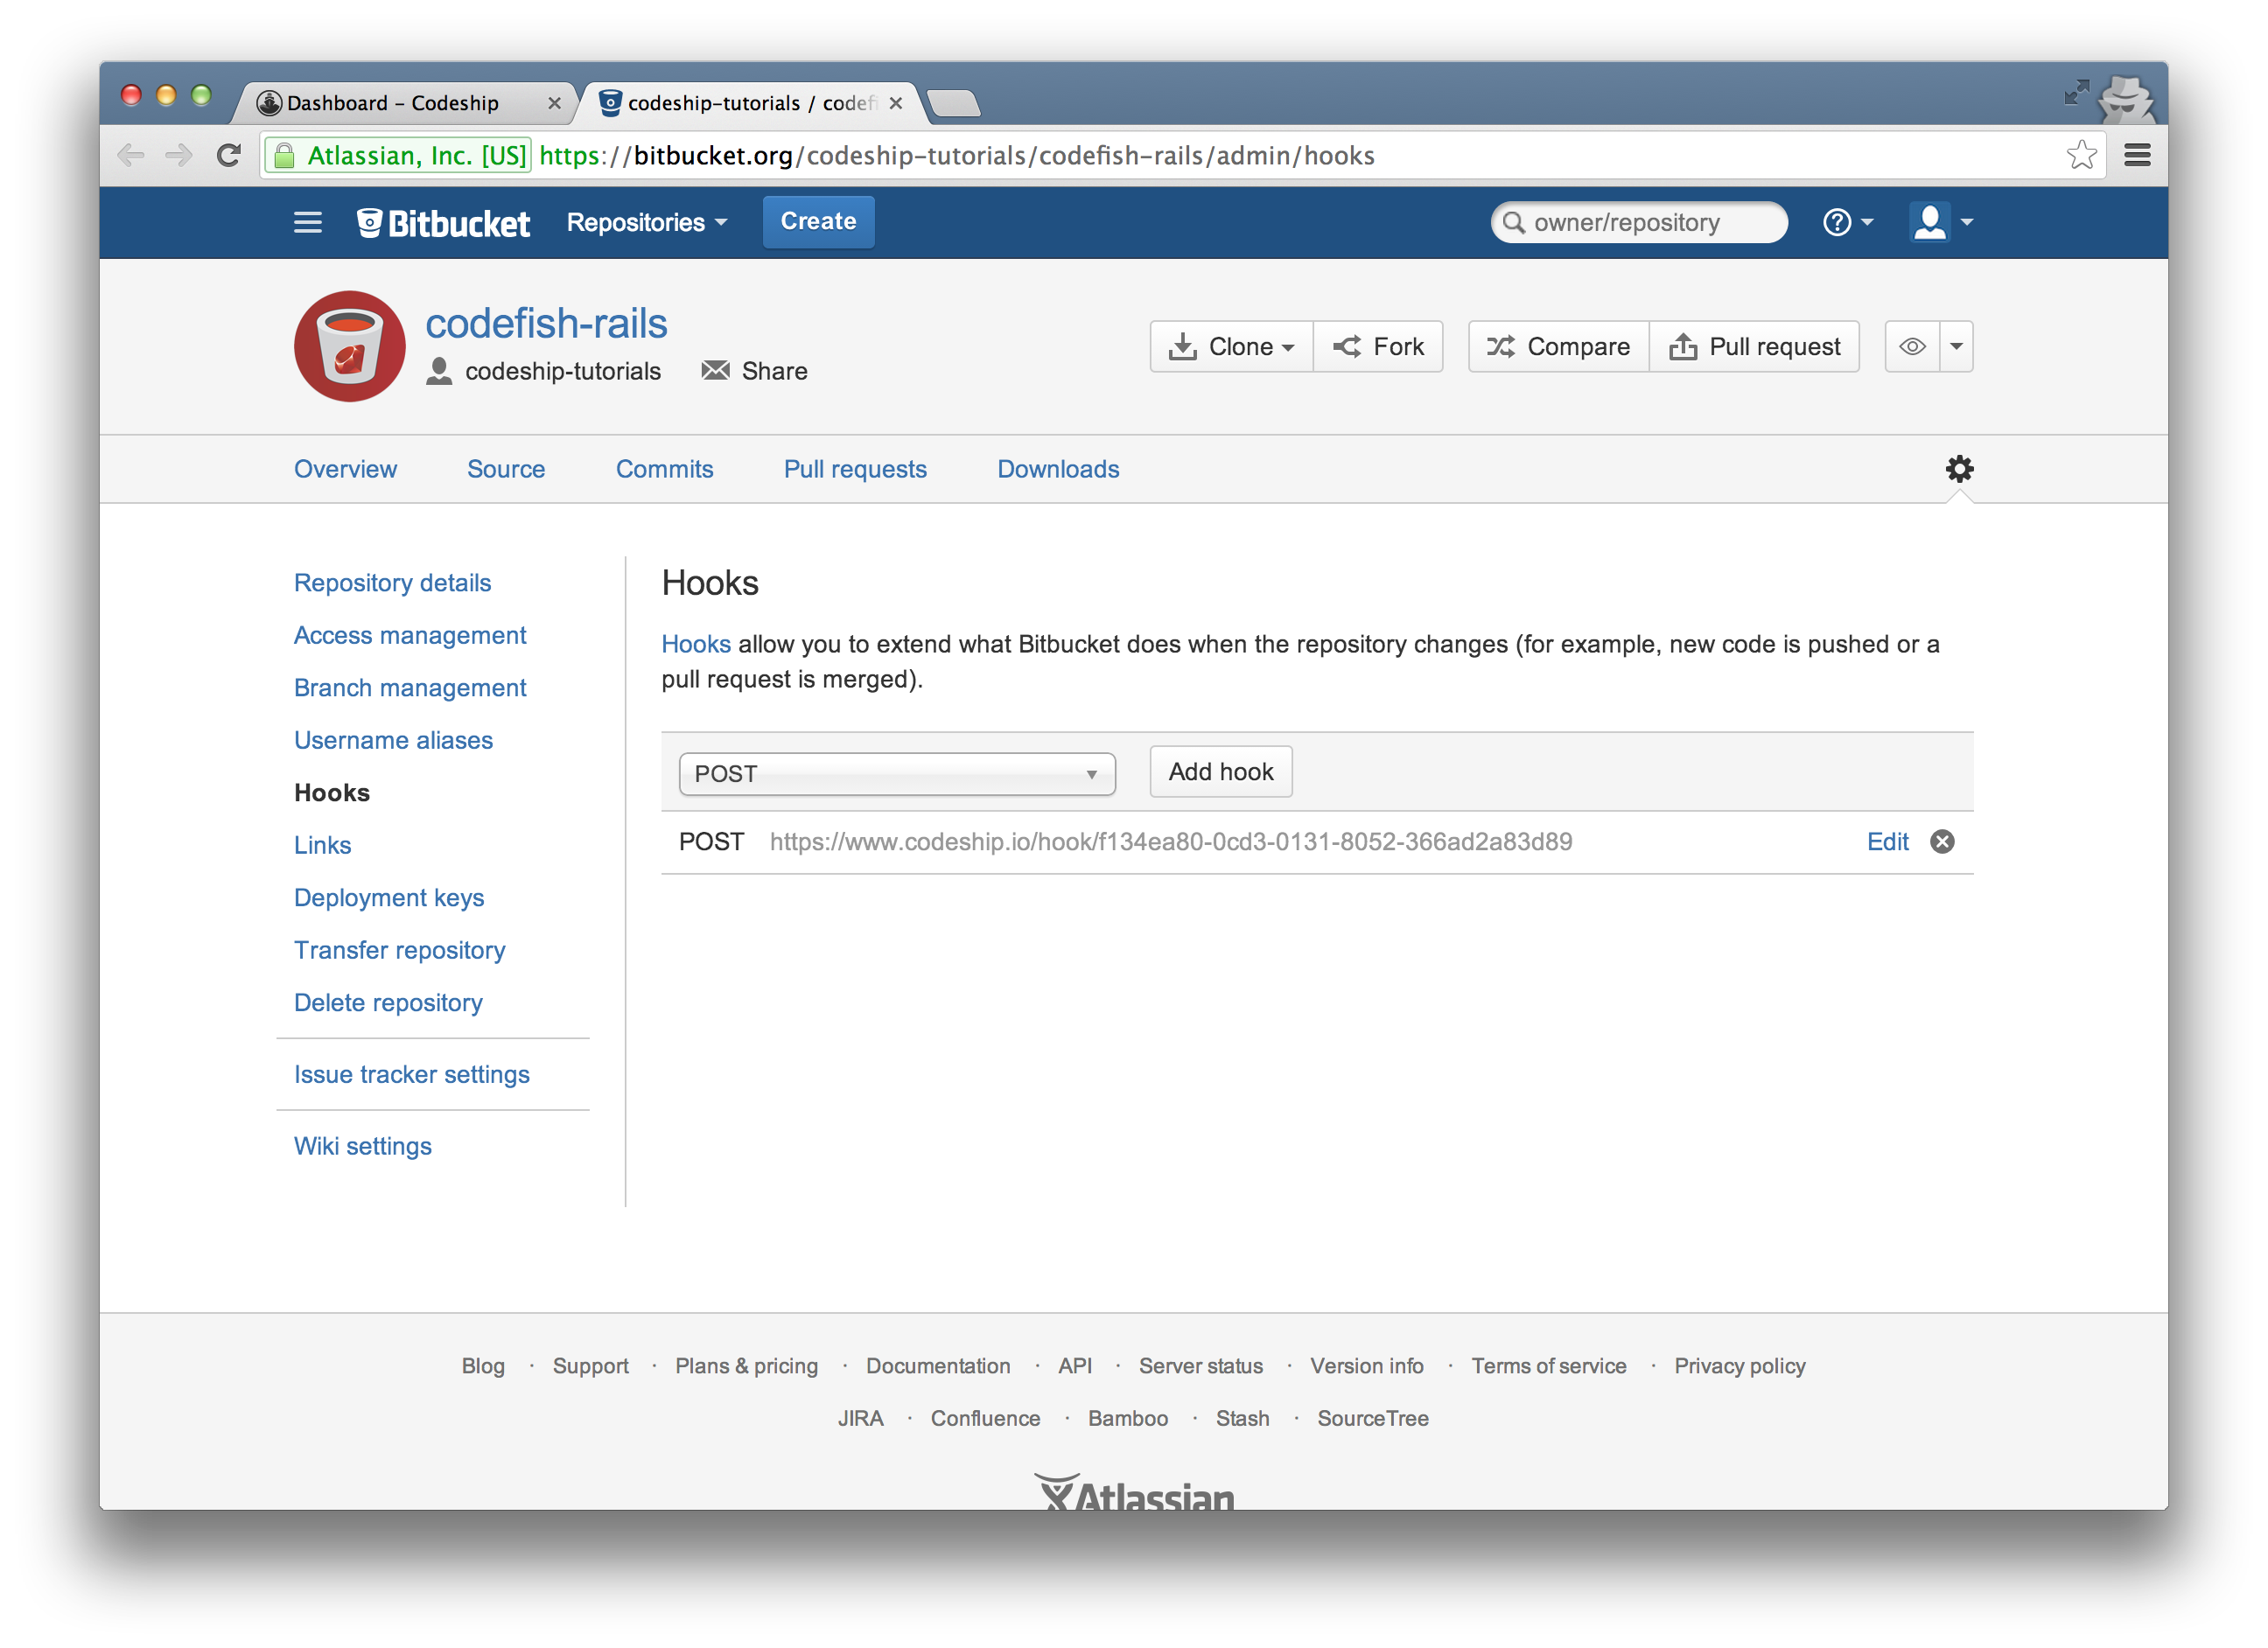 Dashboard – Codeship
codeship-tutorials / codefi
Atlassian, Inc. [US] https://bitbucket.org/codeship-tutorials/codefish-rails/admin/hooks
Bitbucket Repositories Create owner/repository
codefish-rails
codeship-tutorials Share
Clone Fork Compare Pull request
Overview Source Commits Pull requests Downloads
Repository details
Access management
Branch management
Username aliases
Hooks
Links
Deployment keys
Transfer repository
Delete repository
Issue tracker settings
Wiki settings
Hooks
Hooks allow you to extend what Bitbucket does when the repository changes (for example, new code is pushed or a
pull request is merged).
POST Add hook
POST https://www.codeship.io/hook/f134ea80-0cd3-0131-8052-366ad2a83d89 Edit
Blog · Support · Plans & pricing · Documentation · API · Server status · Version info · Terms of service · Privacy policy
JIRA · Confluence · Bamboo · Stash · SourceTree
Atlassian